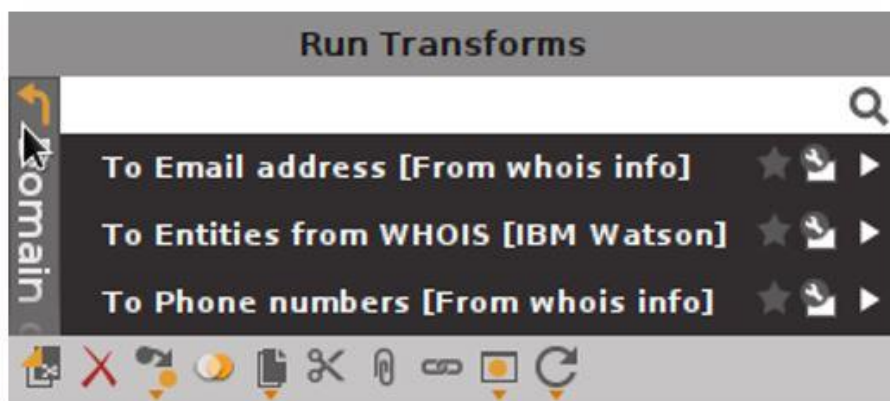 Run Transforms
Domain
To Email address [From whois info]
To Entities from WHOIS [IBM Watson]
To Phone numbers [From whois info]